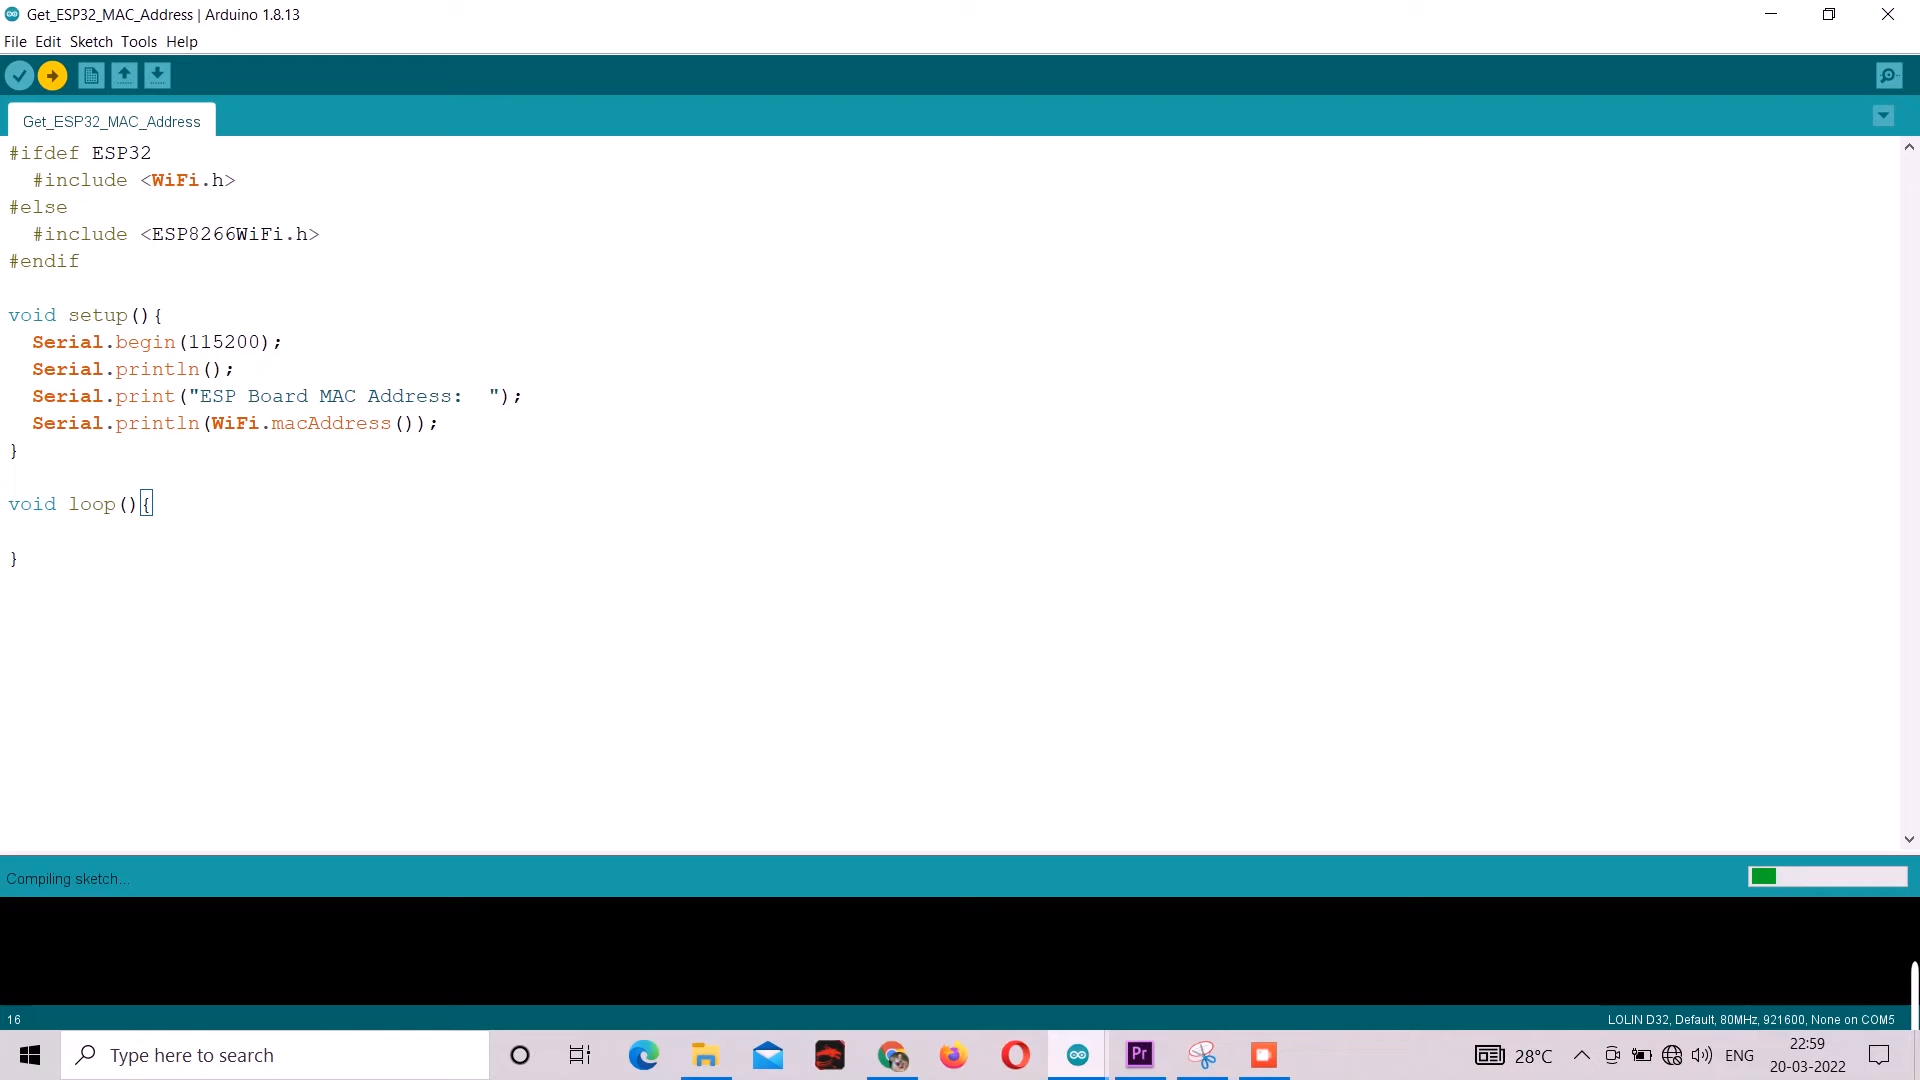 Get_ESP32_MAC_Address | Arduino 1.8.13
File Edit Sketch Tools Help
Get_ESP32_MAC_Address
#ifdef ESP32
  #include <WiFi.h>
#else
  #include <ESP8266WiFi.h>
#endif
void setup(){
  Serial.begin(115200);
  Serial.println();
  Serial.print("ESP Board MAC Address:  ");
  Serial.println(WiFi.macAddress());
}
void loop(){
}
Compiling sketch...
16
LOLIN D32, Default, 80MHz, 921600, None on COM5
Type here to search
Pr
28°C
ENG
22:59
20-03-2022